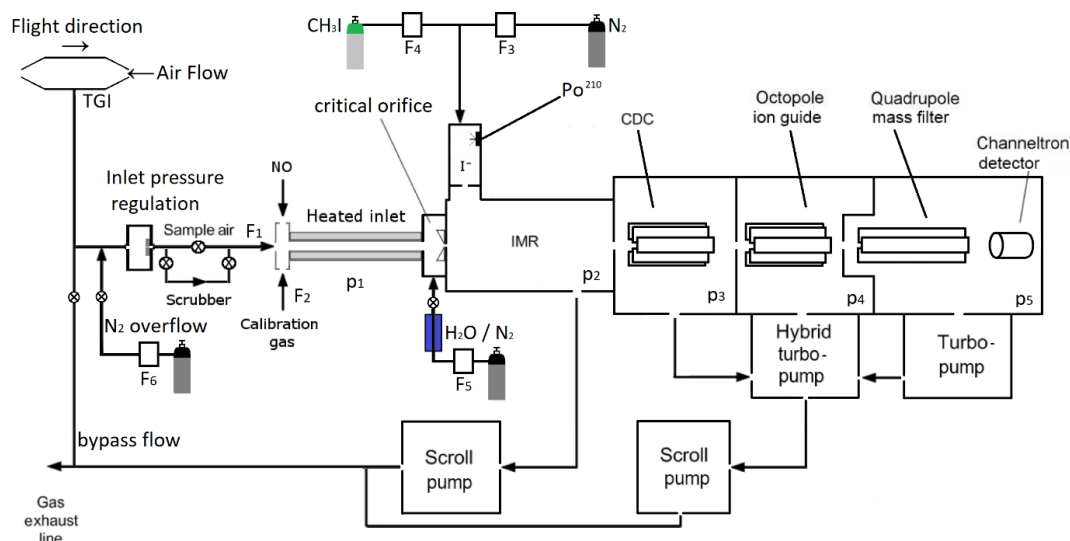 Flight direction
Air Flow
TGI
CH₃I
F₄
F₃
N₂
Po²¹⁰
critical orifice
I⁻
Octopole
ion guide
Quadrupole
mass filter
CDC
Channeltron
detector
Inlet pressure
regulation
NO
Sample air
F₁
Heated inlet
IMR
Scrubber
p₁
F₂
p₂
p₃
p₄
p₅
Calibration
gas
N₂ overflow
F₆
H₂O / N₂
F₅
Hybrid
turbo-
pump
Turbo-
pump
bypass flow
Scroll
pump
Scroll
pump
Gas
exhaust
line